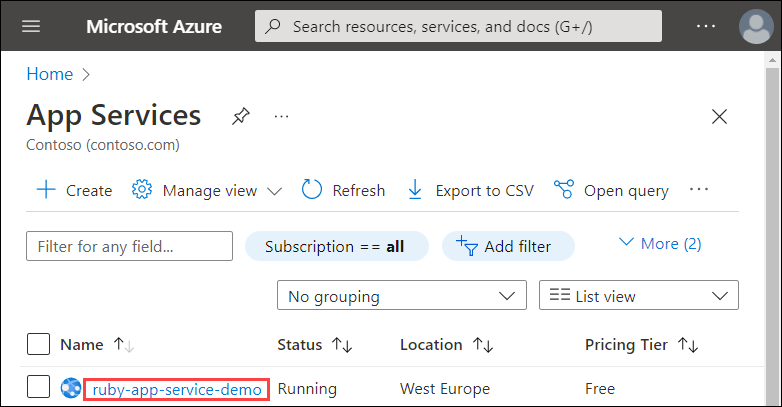 Microsoft Azure Search resources, services, and docs (G+/) ...
Home >
App Services ...
Contoso (contoso.com)
+ Create Manage view Refresh Export to CSV Open query ...
Filter for any field... Subscription == all Add filter More (2)
No grouping List view
Name Status Location Pricing Tier
ruby-app-service-demo Running West Europe Free